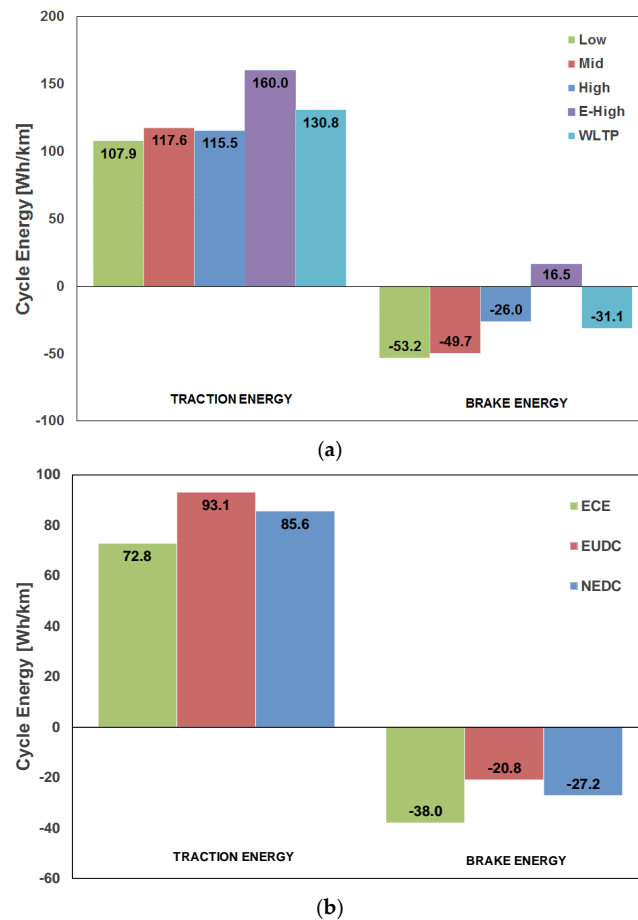 200
150
100
50
0
-50
-100
Cycle Energy [Wh/km]
Low
Mid
High
E-High
WLTP
107.9
117.6
115.5
160.0
130.8
-53.2
-49.7
-26.0
16.5
-31.1
TRACTION ENERGY
BRAKE ENERGY
(a)
100
80
60
40
20
0
-20
-40
-60
Cycle Energy [Wh/km]
ECE
EUDC
NEDC
72.8
93.1
85.6
-38.0
-20.8
-27.2
TRACTION ENERGY
BRAKE ENERGY
(b)